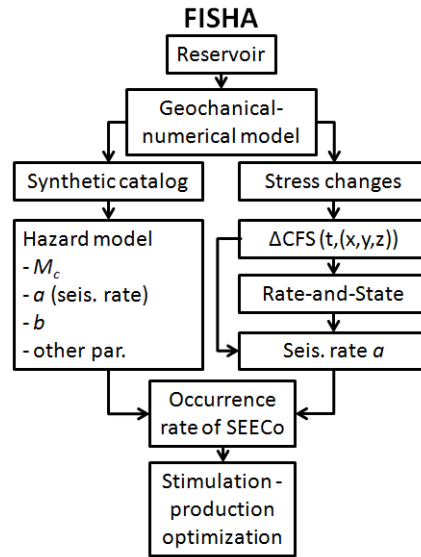 FISHA
Reservoir
Geochanical-
numerical model
Synthetic catalog
Stress changes
Hazard model
- Mc
- a (seis. rate)
- b
- other par.
ΔCFS (t,(x,y,z))
Rate-and-State
Seis. rate a
Occurrence
rate of SEECo
Stimulation -
production
optimization